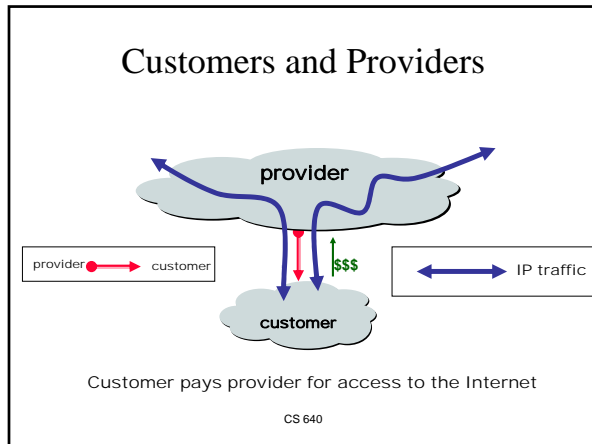 Customers and Providers
provider
provider customer
$$$
IP traffic
customer
Customer pays provider for access to the Internet
CS 640